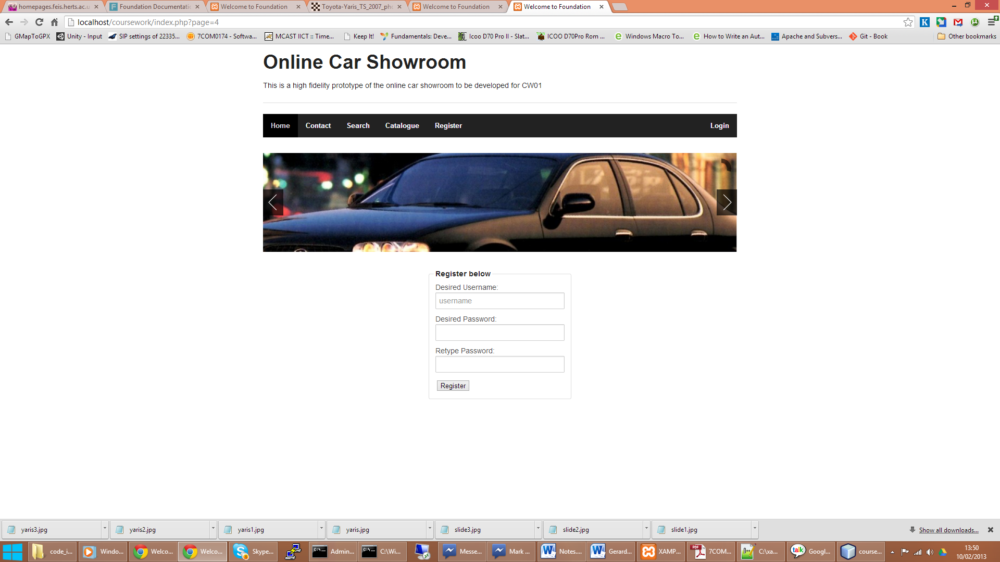 homepages.feis.herts.ac.u
Foundation Documentatio
Welcome to Foundation
Toyota-Yaris_TS_2007_pho
Welcome to Foundation
Welcome to Foundation
localhost/coursework/index.php?page=4
GMapToGPX
Unity - Input
SIP settings of 22335...
7COM0174 - Softwa...
MCAST IICT :: Time...
Keep It!
Fundamentals: Deve...
Icoo D70 Pro II - Slat...
ICOO D70Pro Rom ...
Windows Macro To...
How to Write an Aut...
Apache and Subvers...
Git - Book
Other bookmarks
Online Car Showroom
This is a high fidelity prototype of the online car showroom to be developed for CW01
Home
Contact
Search
Catalogue
Register
Login
Register below
Desired Username:
username
Desired Password:
Retype Password:
Register
yaris3.jpg
yaris2.jpg
yaris1.jpg
yaris.jpg
slide3.jpg
slide2.jpg
slide1.jpg
Show all downloads...
code_i...
Windo...
Welco...
Welco...
Skype...
Admin...
C:\Wi...
Messe...
Mark ...
Notes....
Gerard...
XAMP...
7COM...
C:\xa...
Googl...
course...
13:50
10/02/2013